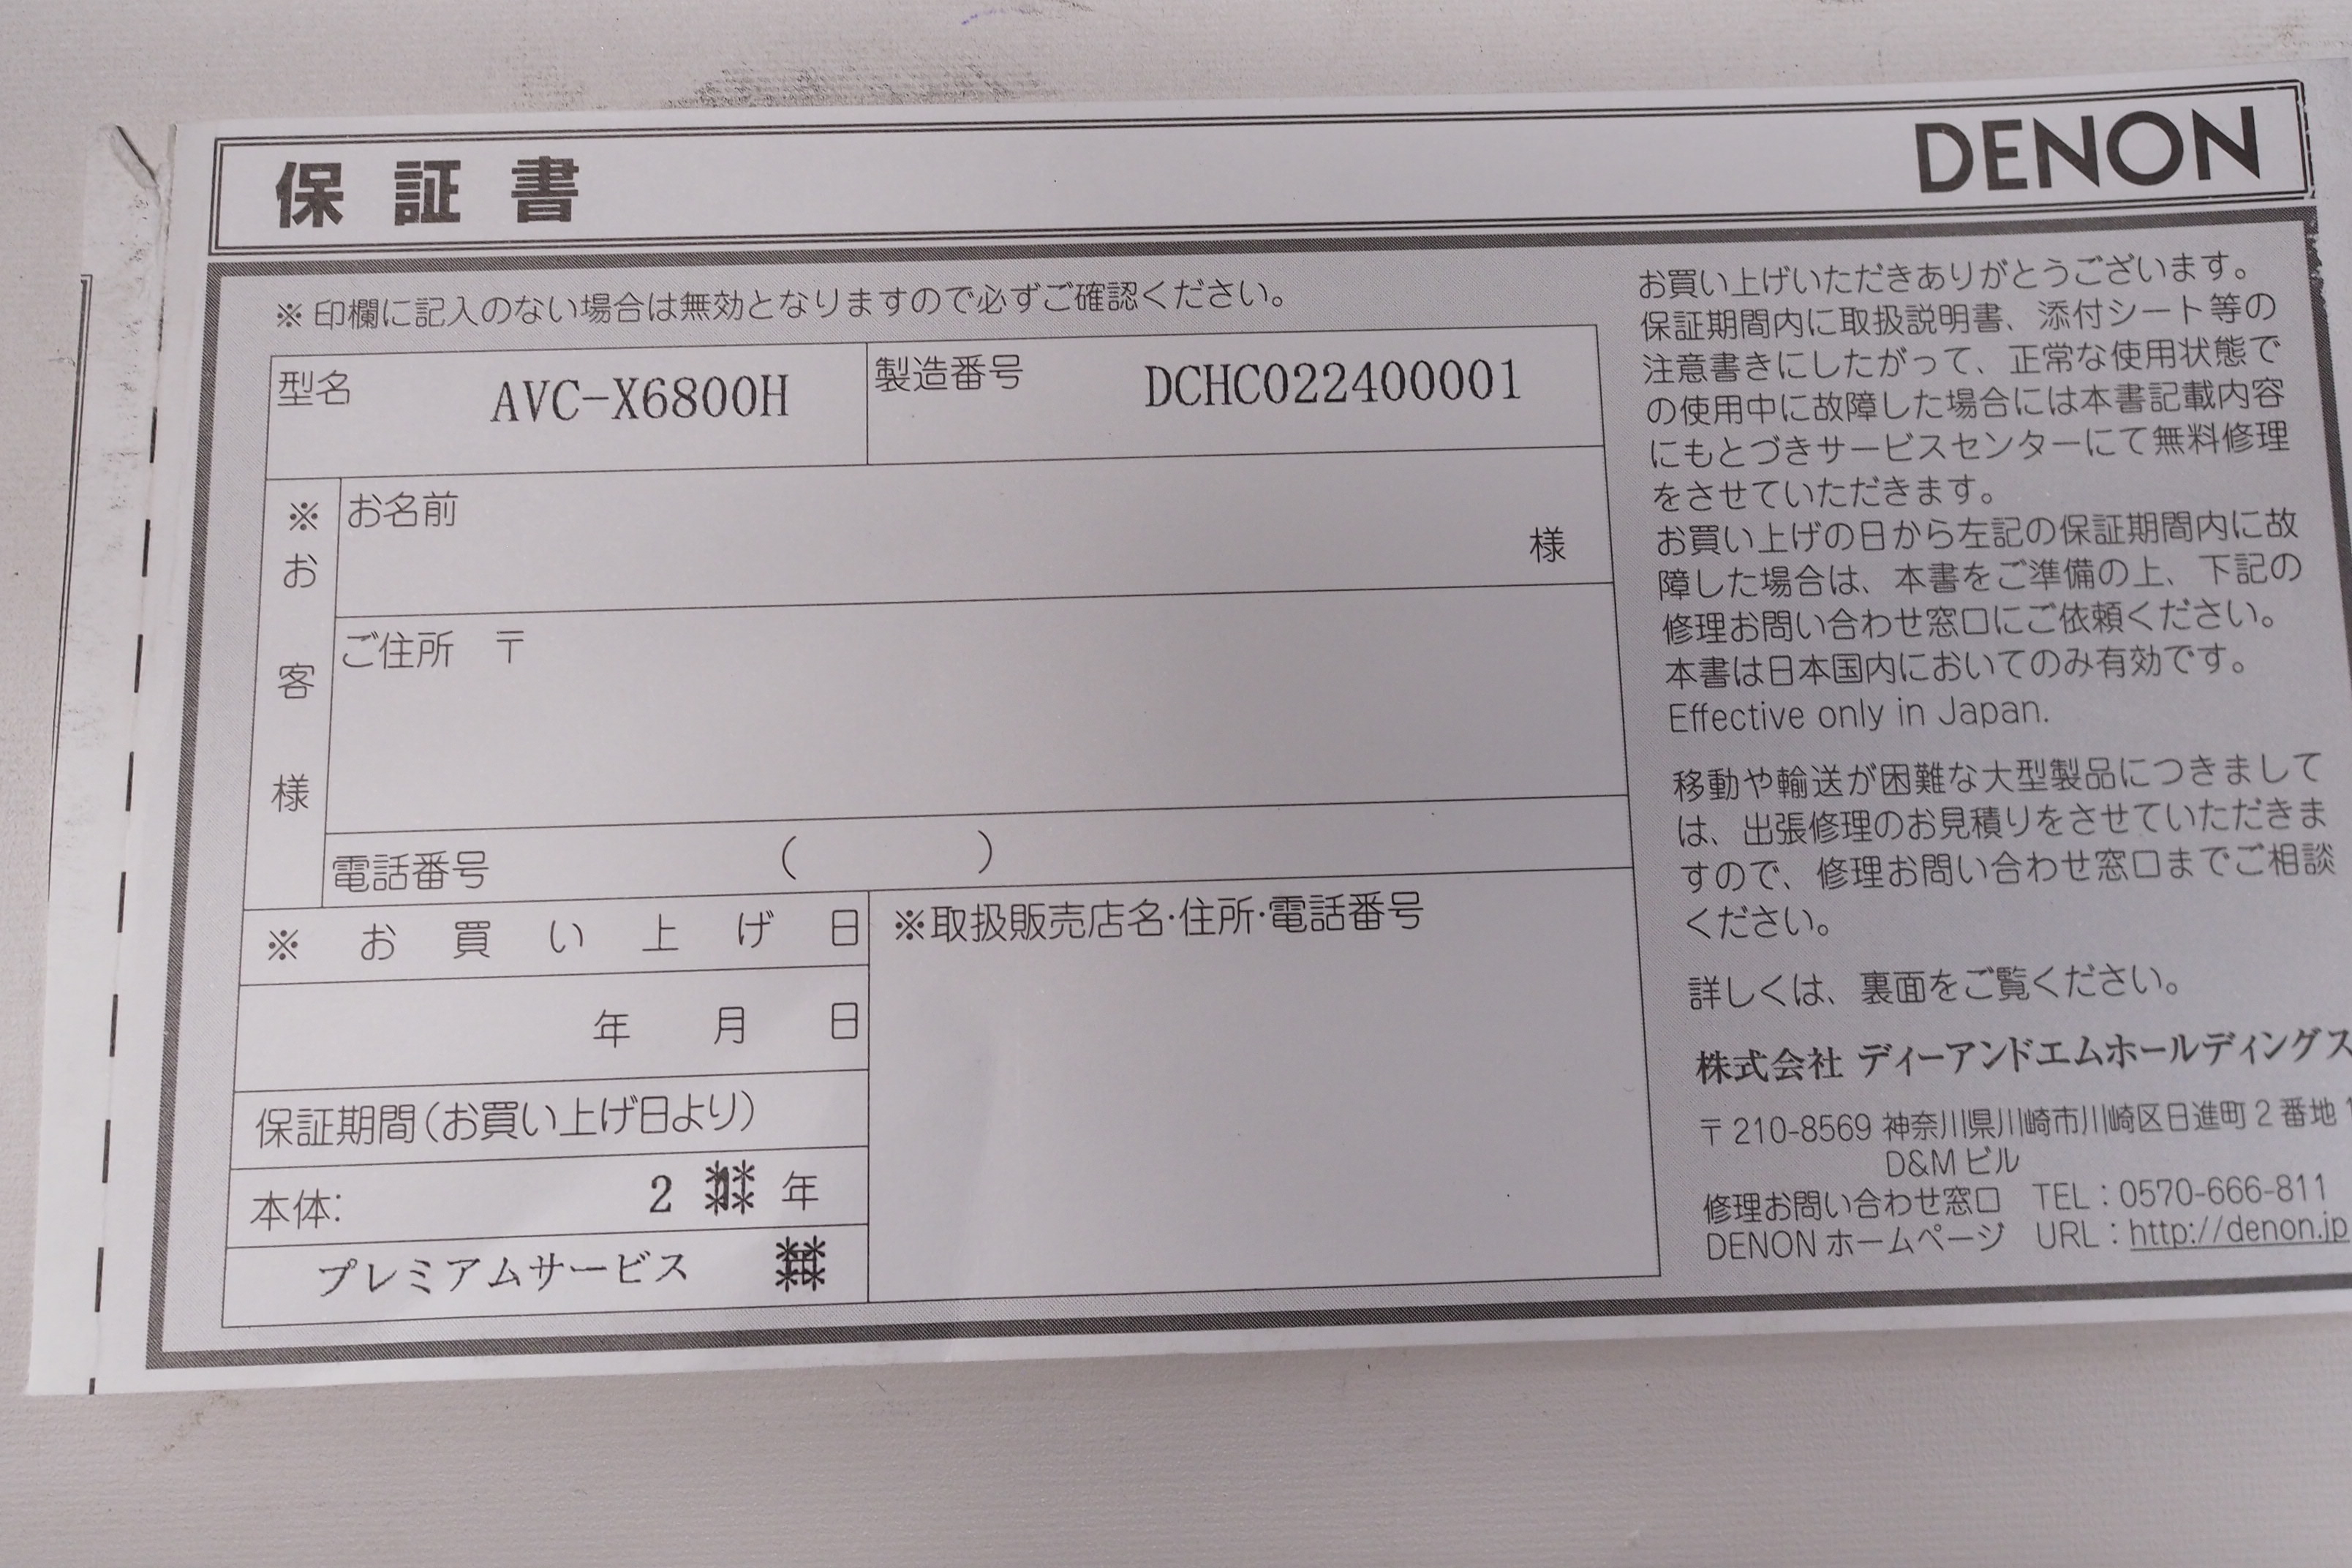 保証書
DENON
※印欄に記入のない場合は無効となりますので必ずご確認ください。
型名 AVC-X6800H
製造番号 DCHC022400001
※お客様
お名前
様
ご住所 〒
電話番号 ( )
※お買い上げ日
年 月 日
保証期間(お買い上げ日より)
本体: 2 年
プレミアムサービス
※取扱販売店名・住所・電話番号
お買い上げいただきありがとうございます。
保証期間内に取扱説明書、添付シート等の
注意書きにしたがって、正常な使用状態で
の使用中に故障した場合には本書記載内容
にもとづきサービスセンターにて無料修理
をさせていただきます。
お買い上げの日から左記の保証期間内に故
障した場合は、本書をご準備の上、下記の
修理お問い合わせ窓口にご依頼ください。
本書は日本国内においてのみ有効です。
Effective only in Japan.
移動や輸送が困難な大型製品につきまして
は、出張修理のお見積りをさせていただきま
すので、修理お問い合わせ窓口までご相談
ください。
詳しくは、裏面をご覧ください。
株式会社 ディーアンドエムホールディングス
〒210-8569 神奈川県川崎市川崎区日進町2番地1
D&Mビル
修理お問い合わせ窓口 TEL：0570-666-811
DENONホームページ URL：http://denon.jp